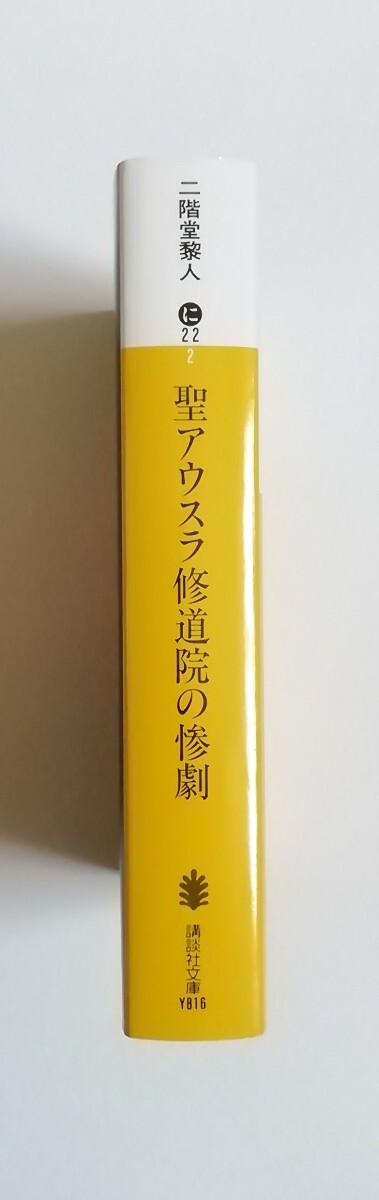 二階堂黎人
に
22
2
聖アウスラ修道院の惨劇
講談社文庫
Y816